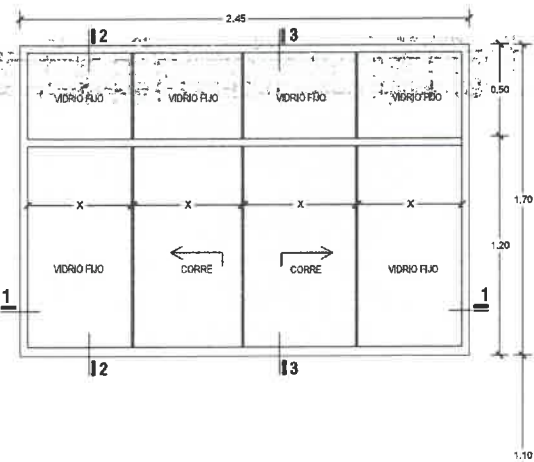 2.45
2 3
VIDRIO FIJO VIDRIO FIJO VIDRIO FIJO VIDRIO FIJO
0,50
X X X X
1,70
1,20
VIDRIO FIJO CORRE CORRE VIDRIO FIJO
1 1
2 3
1,10